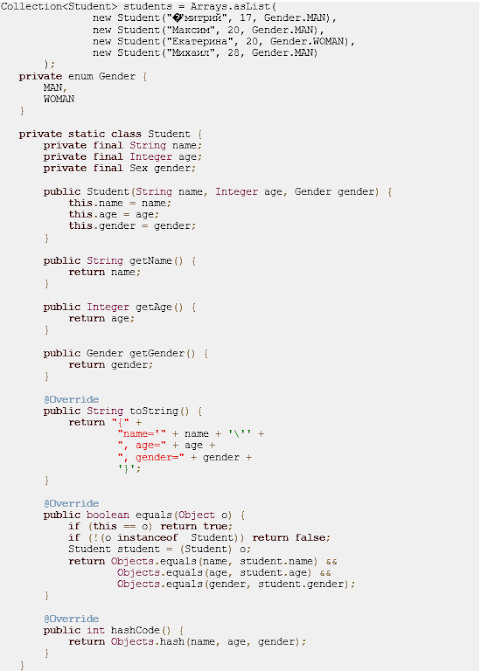 Collection<Student> students = Arrays.asList(
new Student("�митрий", 17, Gender.MAN),
new Student("Максим", 20, Gender.MAN),
new Student("Екатерина", 20, Gender.WOMAN),
new Student("Михаил", 28, Gender.MAN)
);
private enum Gender {
MAN,
WOMAN
}
private static class Student {
private final String name;
private final Integer age;
private final Sex gender;
public Student(String name, Integer age, Gender gender) {
this.name = name;
this.age = age;
this.gender = gender;
}
public String getName() {
return name;
}
public Integer getAge() {
return age;
}
public Gender getGender() {
return gender;
}
@Override
public String toString() {
return "{" +
"name='" + name + '\'' +
", age=" + age +
", gender=" + gender +
'}';
}
@Override
public boolean equals(Object o) {
if (this == o) return true;
if (!(o instanceof Student)) return false;
Student student = (Student) o;
return Objects.equals(name, student.name) &&
Objects.equals(age, student.age) &&
Objects.equals(gender, student.gender);
}
@Override
public int hashCode() {
return Objects.hash(name, age, gender);
}
}